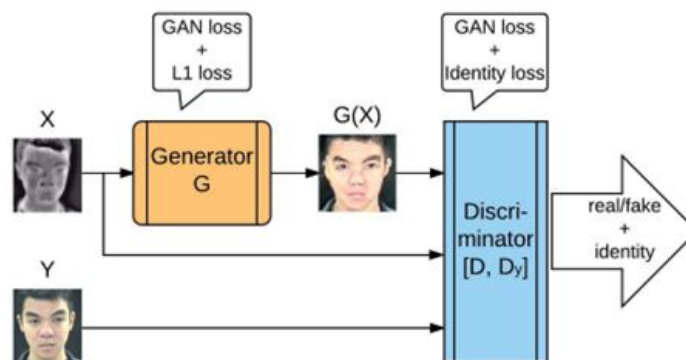 GAN loss
+
L1 loss
GAN loss
+
Identity loss
X
Generator
G
G(X)
Discri-
minator
[D, Dy]
real/fake
+
identity
Y